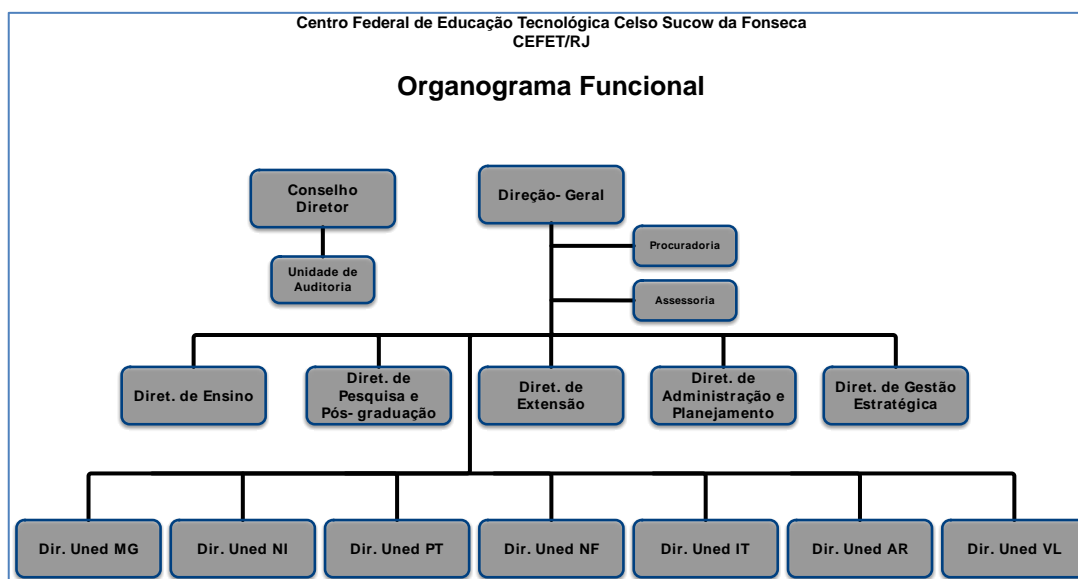 Centro Federal de Educação Tecnológica Celso Sucow da Fonseca
CEFET/RJ
Organograma Funcional
Conselho
Diretor
Direção- Geral
Procuradoria
Unidade de
Auditoria
Assessoria
Diret. de Ensino
Diret. de
Pesquisa e
Pós- graduação
Diret. de
Extensão
Diret. de
Administração e
Planejamento
Diret. de Gestão
Estratégica
Dir. Uned MG
Dir. Uned NI
Dir. Uned PT
Dir. Uned NF
Dir. Uned IT
Dir. Uned AR
Dir. Uned VL